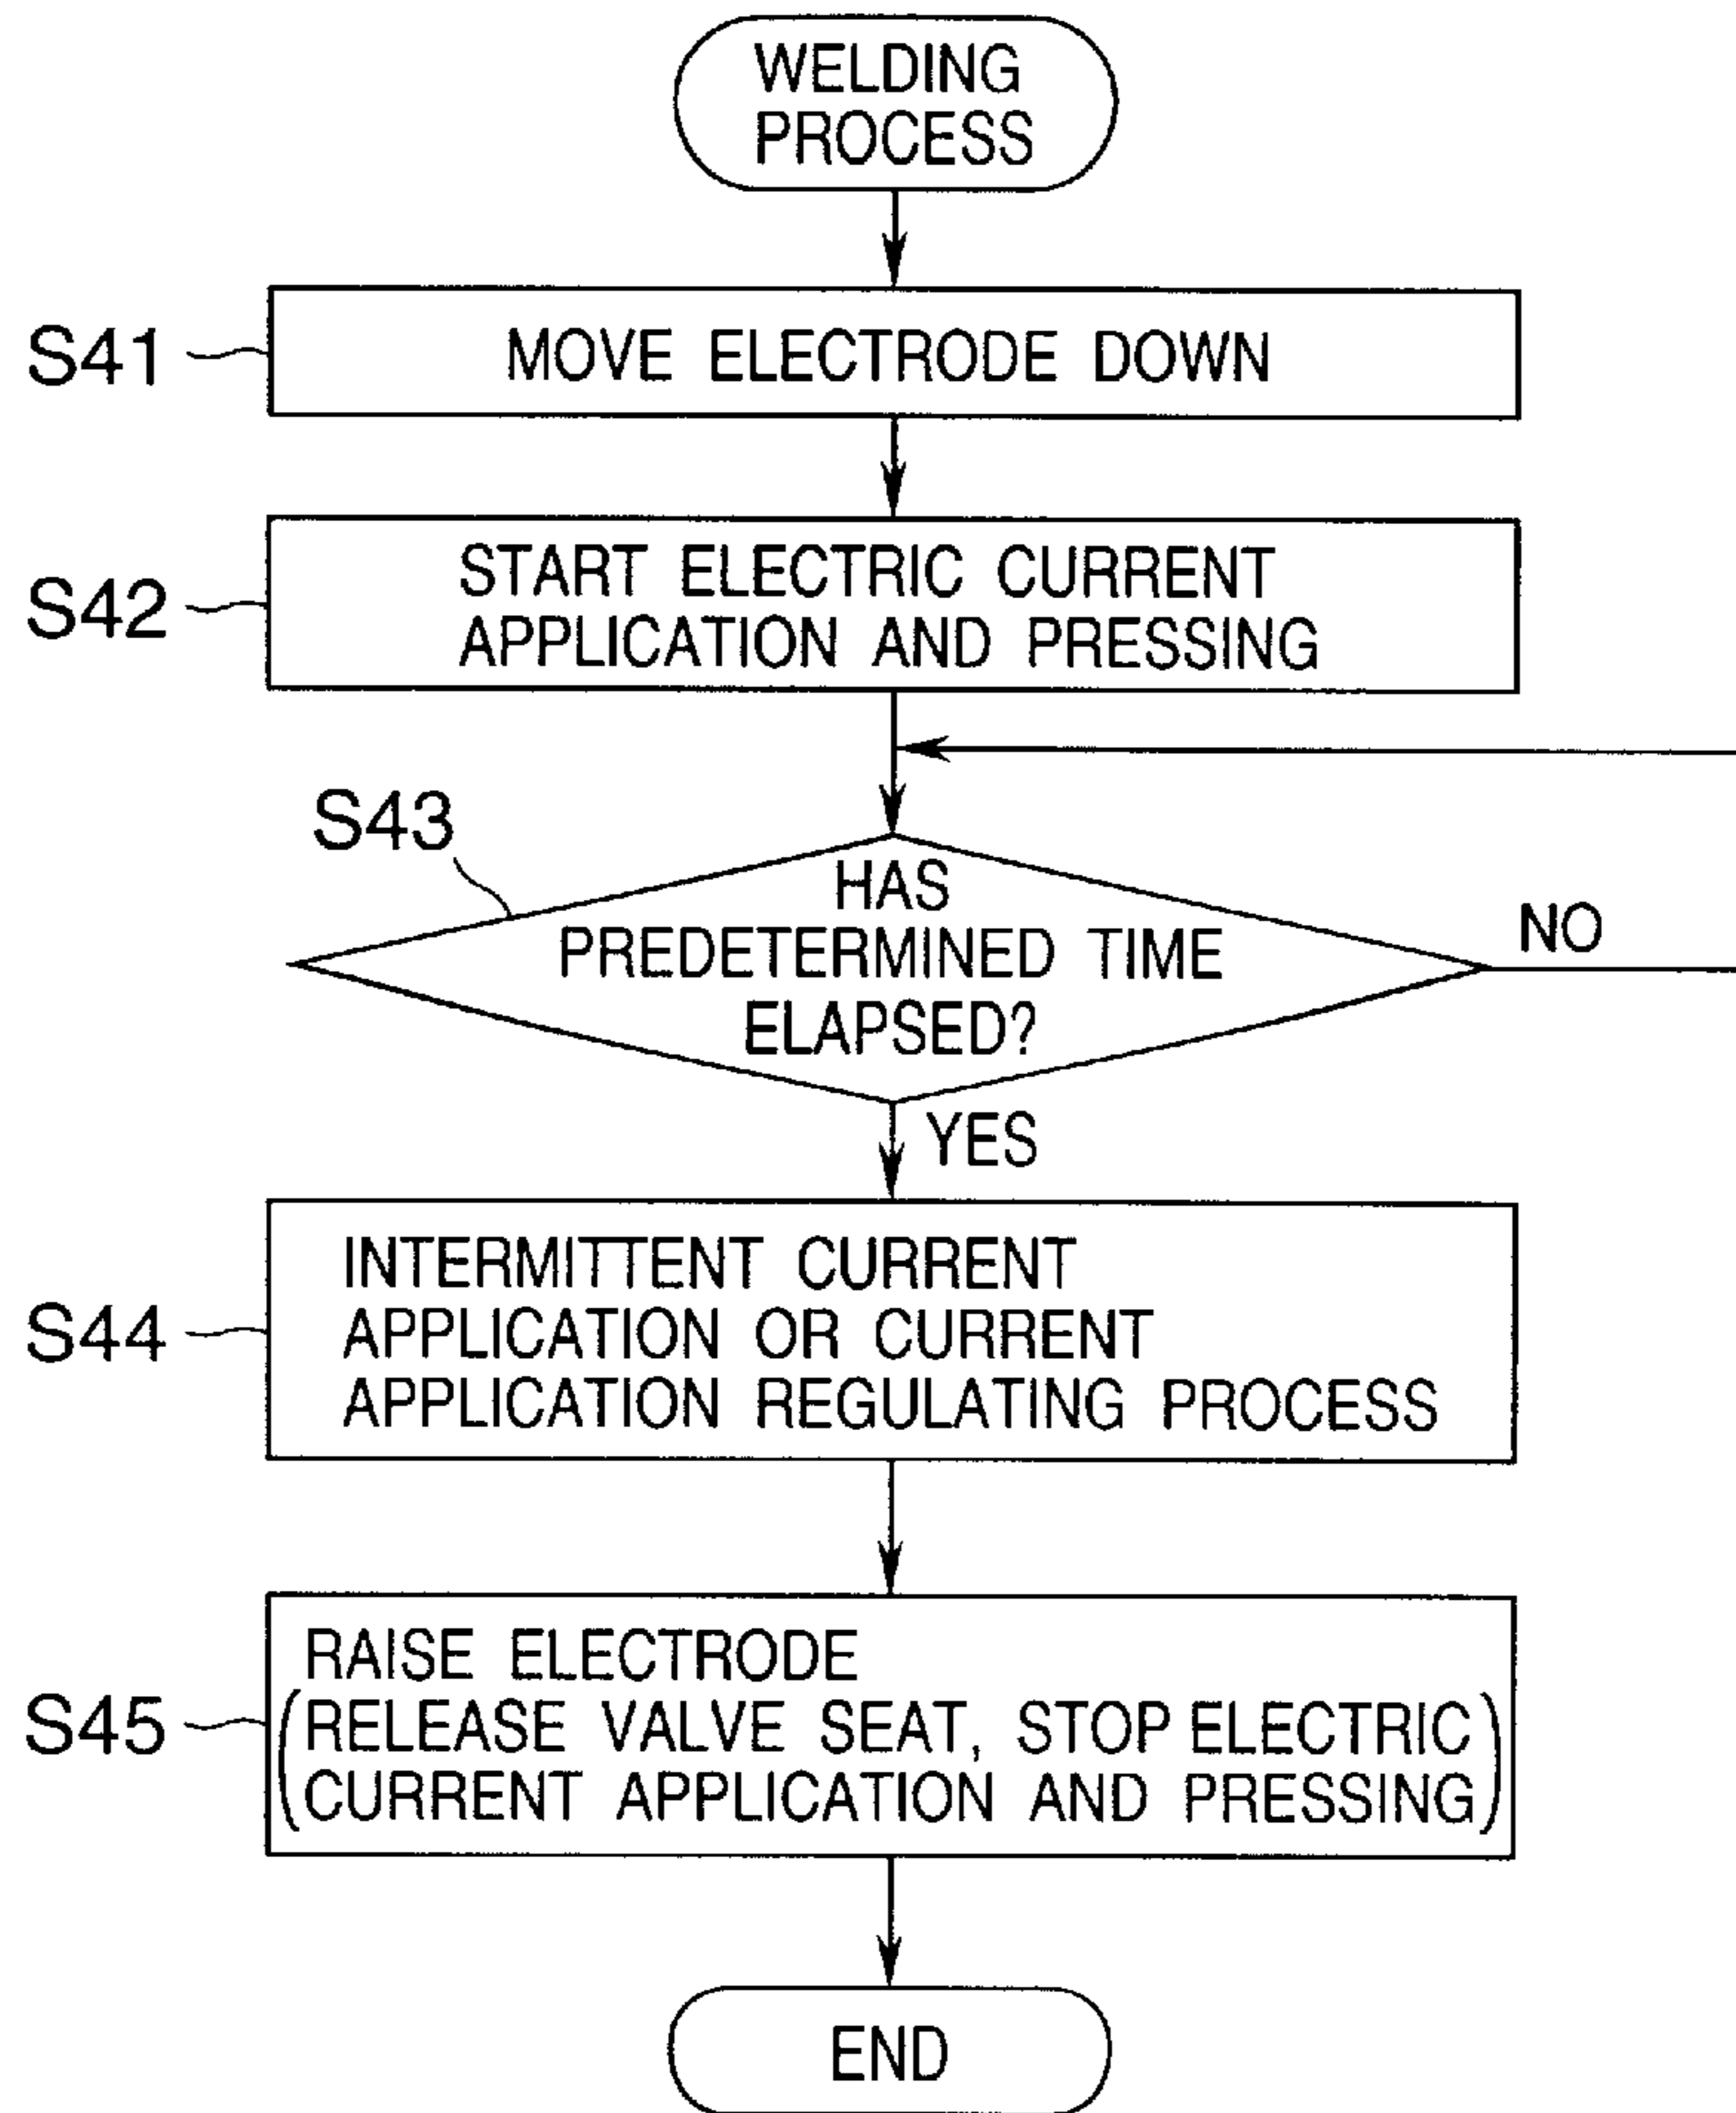 WELDING
PROCESS
S41
MOVE ELECTRODE DOWN
S42
START ELECTRIC CURRENT
APPLICATION AND PRESSING
S43
HAS
PREDETERMINED TIME
ELAPSED?
NO
YES
S44
INTERMITTENT CURRENT
APPLICATION OR CURRENT
APPLICATION REGULATING PROCESS
S45
RAISE ELECTRODE
(RELEASE VALVE SEAT, STOP ELECTRIC
CURRENT APPLICATION AND PRESSING)
END